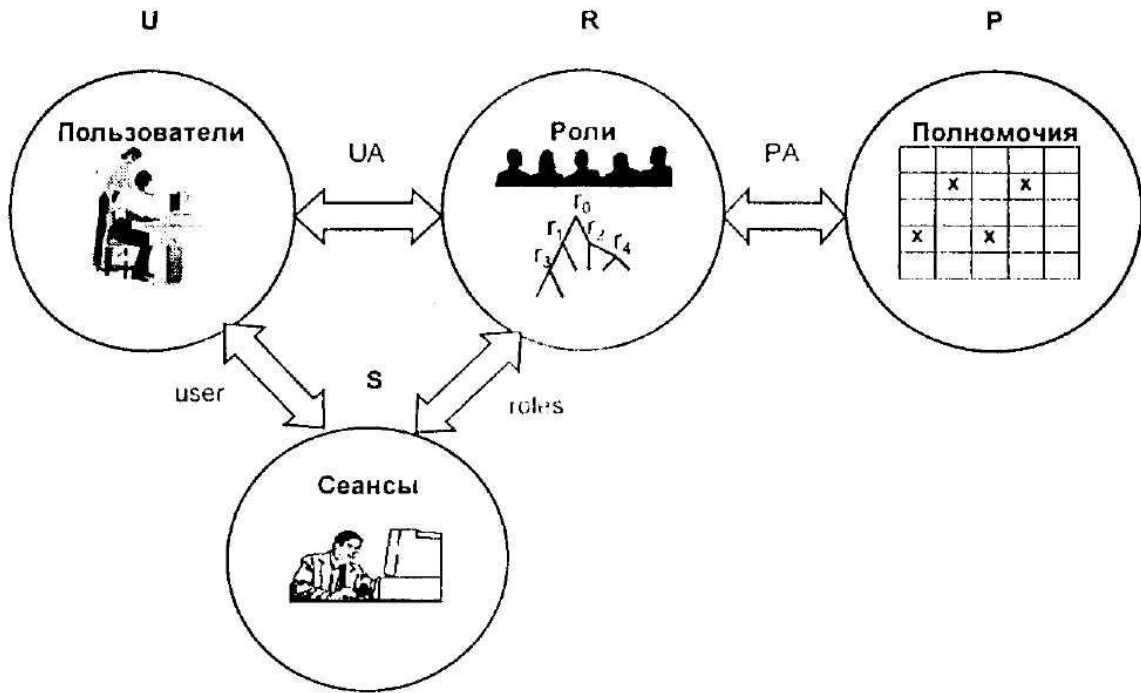 U R P
Пользователи
Роли
Полномочия
UA
PA
x x
x x
r0
r1 r2
r3 r4
user
S
roles
Сеансы